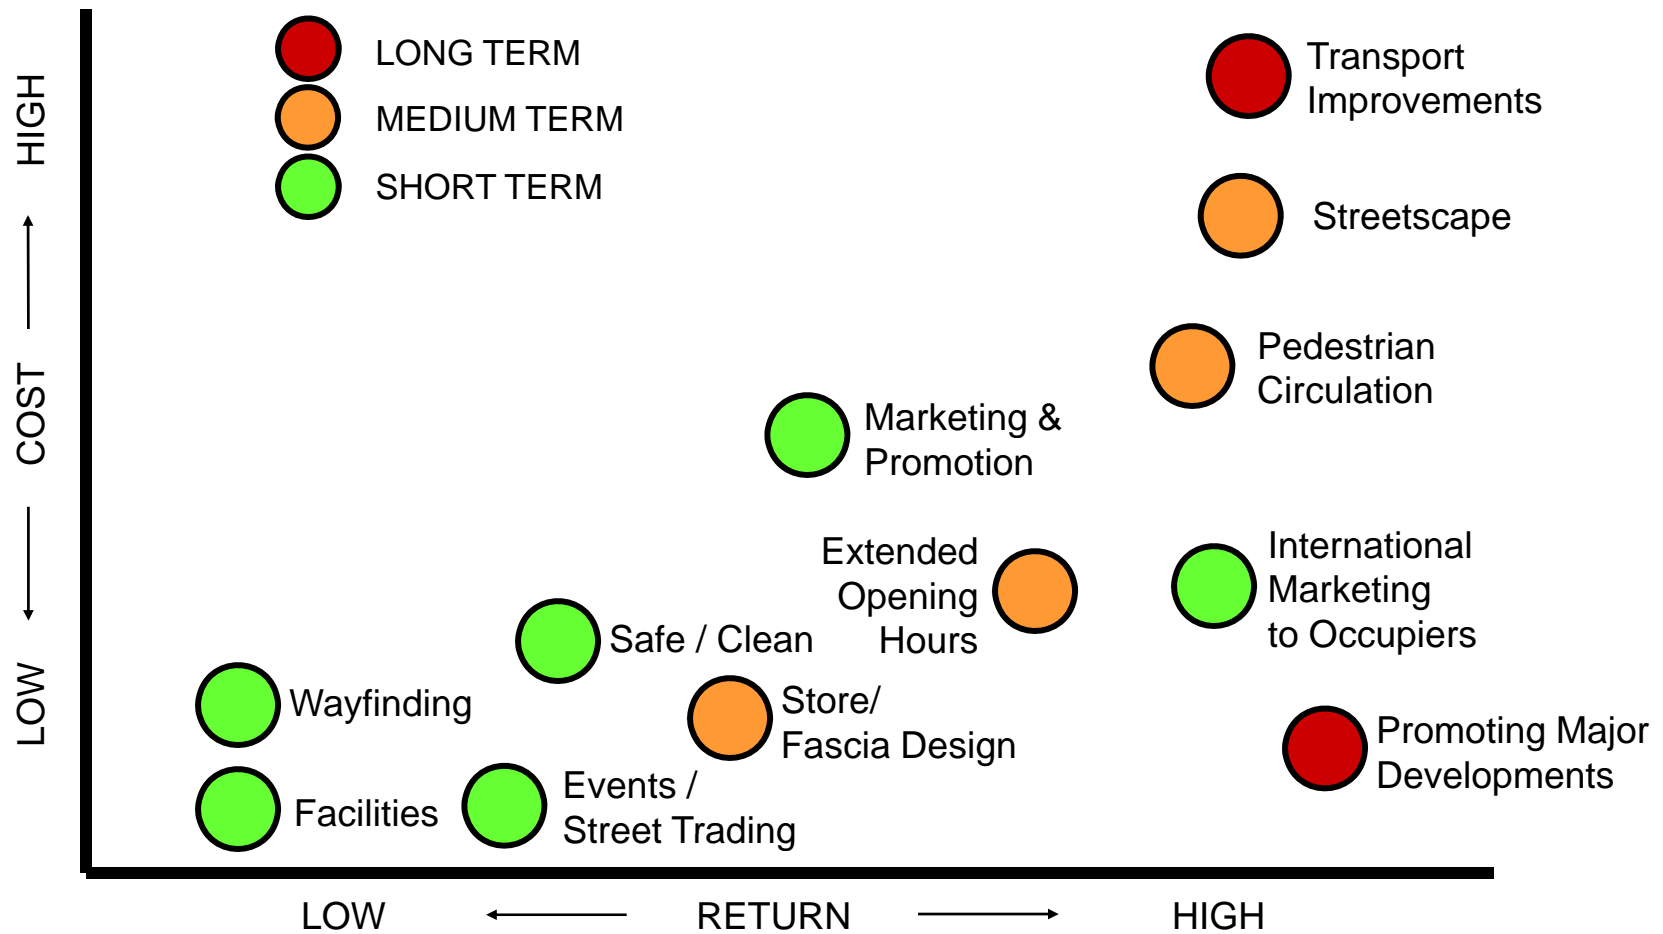 LONG TERM
MEDIUM TERM
SHORT TERM
Transport
Improvements
Streetscape
Pedestrian
Circulation
Marketing &
Promotion
Extended
Opening
Hours
International
Marketing
to Occupiers
Safe / Clean
Wayfinding
Store/
Fascia Design
Promoting Major
Developments
Events /
Street Trading
Facilities
HIGH
COST
LOW
LOW
RETURN
HIGH